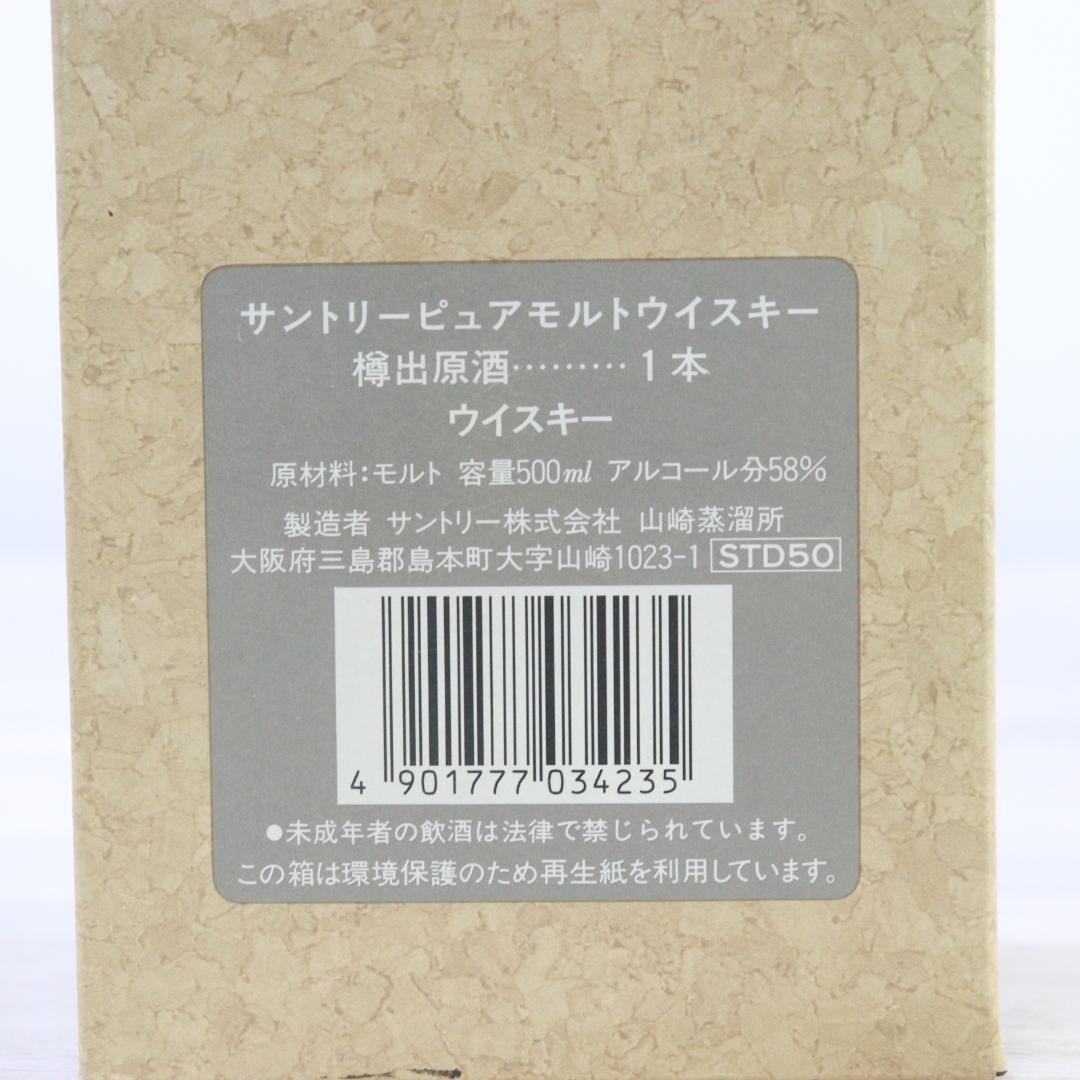 サントリーピュアモルトウイスキー
樽出原酒………1本
ウイスキー
原材料：モルト 容量500ml アルコール分58%
製造者 サントリー株式会社 山崎蒸溜所
大阪府三島郡島本町大字山崎1023-1 STD50
4 901777 034235
●未成年者の飲酒は法律で禁じられています。
この箱は環境保護のため再生紙を利用しています。